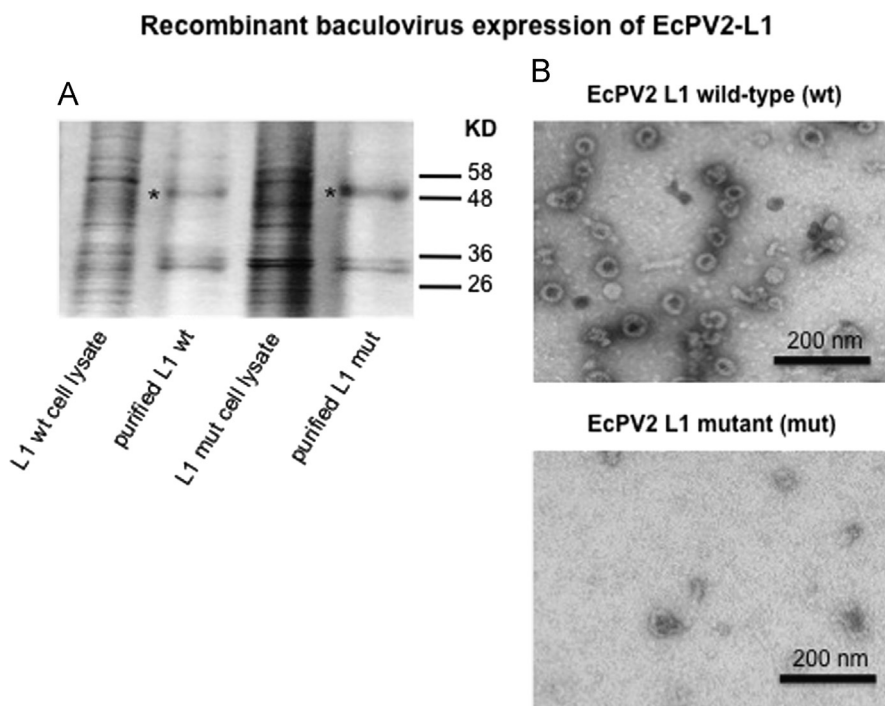 Recombinant baculovirus expression of EcPV2-L1
A
KD
* *
58
48
36
26
L1 wt cell lysate
purified L1 wt
L1 mut cell lysate
purified L1 mut
B
EcPV2 L1 wild-type (wt)
200 nm
EcPV2 L1 mutant (mut)
200 nm